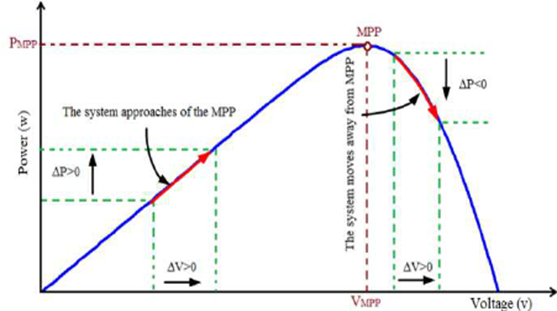 MPP
PMPP
Power (w)
The system approaches of the MPP
ΔP>0
ΔV>0
The system moves away from MPP
ΔP<0
ΔV>0
VMPP
Voltage (v)